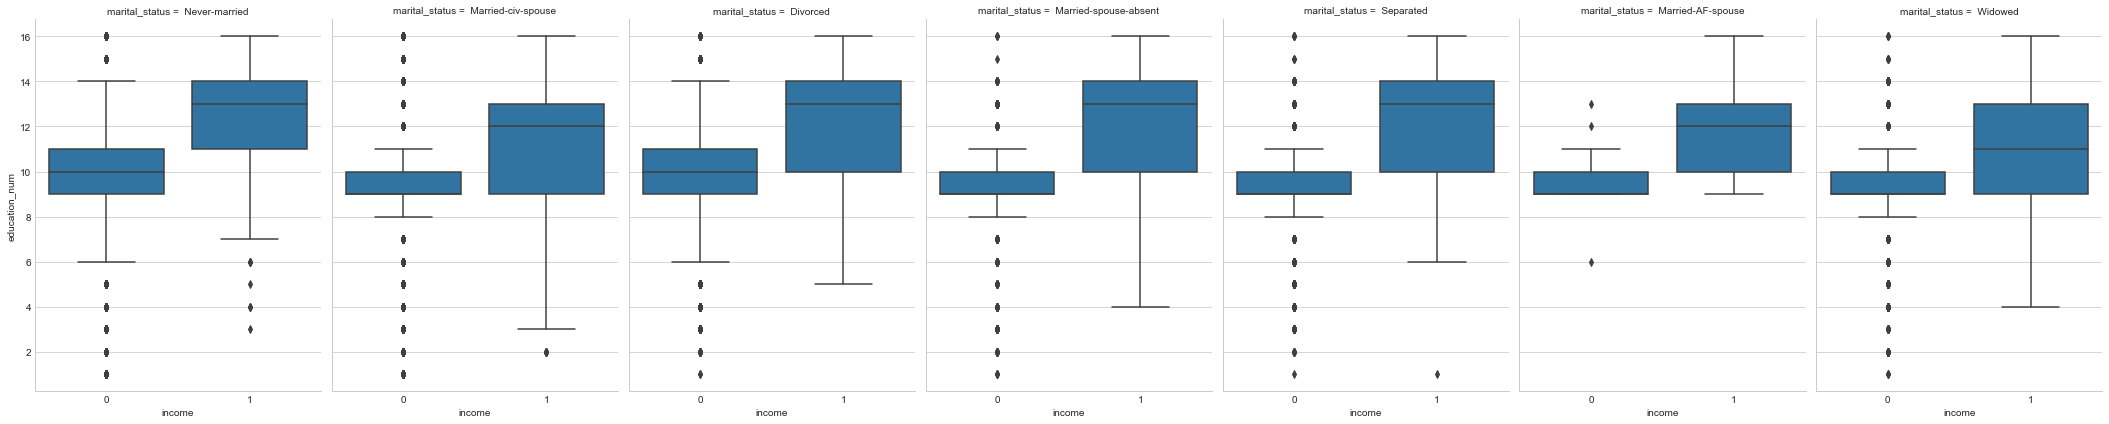 marital_status = Never-married
marital_status = Married-civ-spouse
marital_status = Divorced
marital_status = Married-spouse-absent
marital_status = Separated
marital_status = Married-AF-spouse
marital_status = Widowed
education_num
16
14
12
10
8
6
4
2
0 1
0 1
0 1
0 1
0 1
0 1
0 1
income
income
income
income
income
income
income